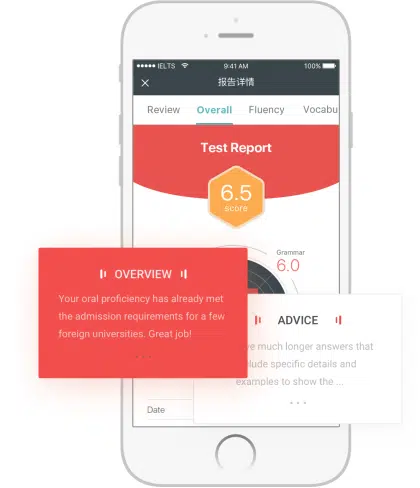 IELTS 9:41 AM 100%
报告详情
Review Overall Fluency Vocabu
Test Report
6.5
score
Grammar
6.0
OVERVIEW
Your oral proficiency has already met
the admission requirements for a few
foreign universities. Great job!
...
ADVICE
ve much longer answers that
lude specific details and
examples to show the ...
...
Date